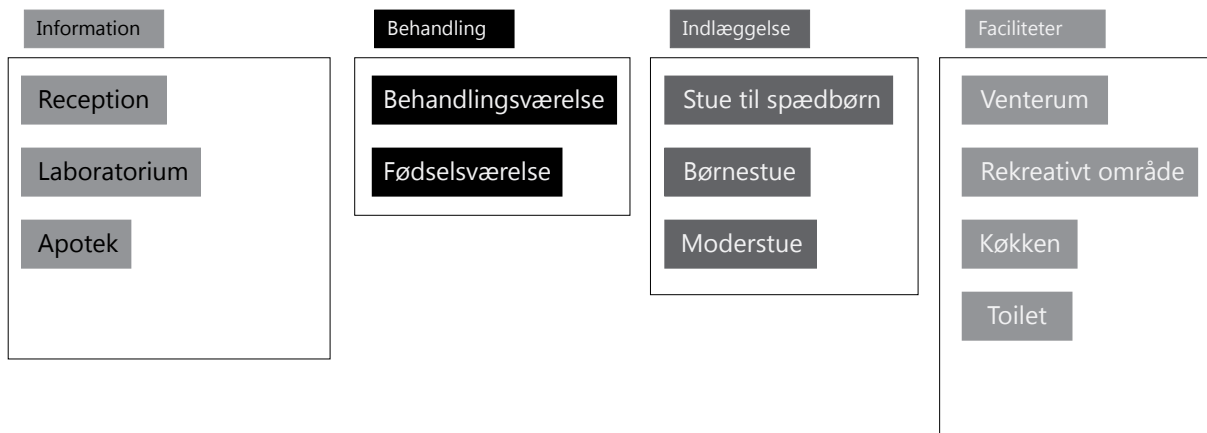 Information
Reception
Laboratorium
Apotek
Behandling
Behandlingsværelse
Fødselsværelse
Indlæggelse
Stue til spædbørn
Børnestue
Moderstue
Faciliteter
Venterum
Rekreativt område
Køkken
Toilet